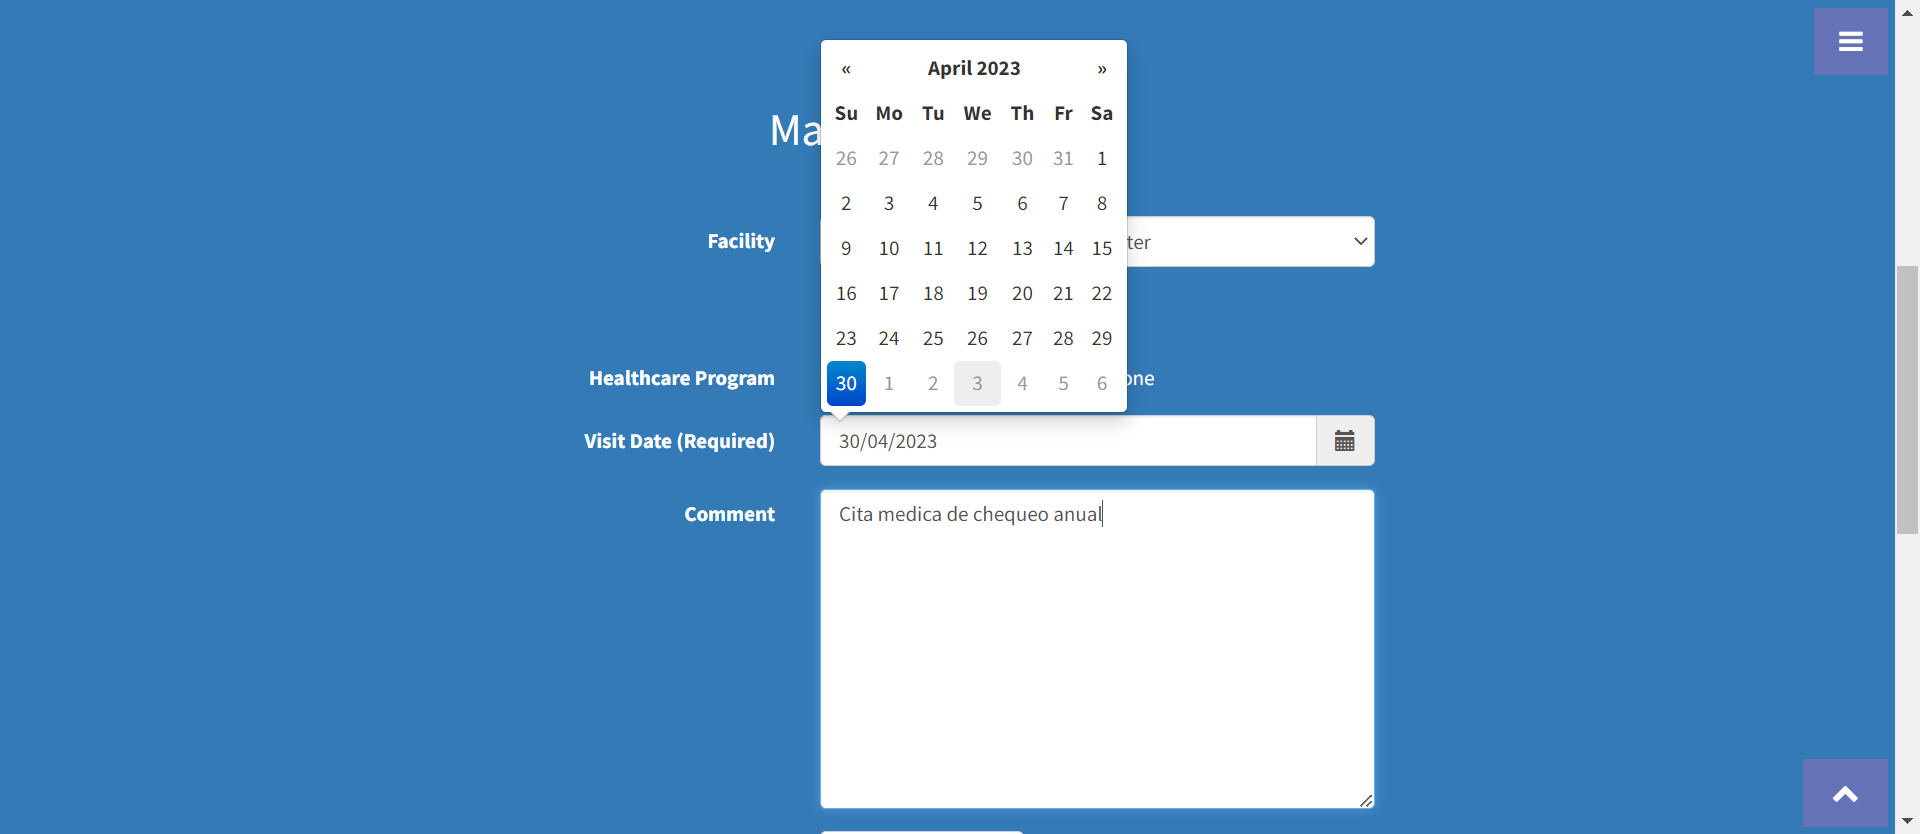 « April 2023 »
Su Mo Tu We Th Fr Sa
26 27 28 29 30 31 1
2 3 4 5 6 7 8
9 10 11 12 13 14 15
16 17 18 19 20 21 22
23 24 25 26 27 28 29
30 1 2 3 4 5 6
Ma
Facility
ter
Healthcare Program
one
Visit Date (Required)
30/04/2023
Comment
Cita medica de chequeo anual